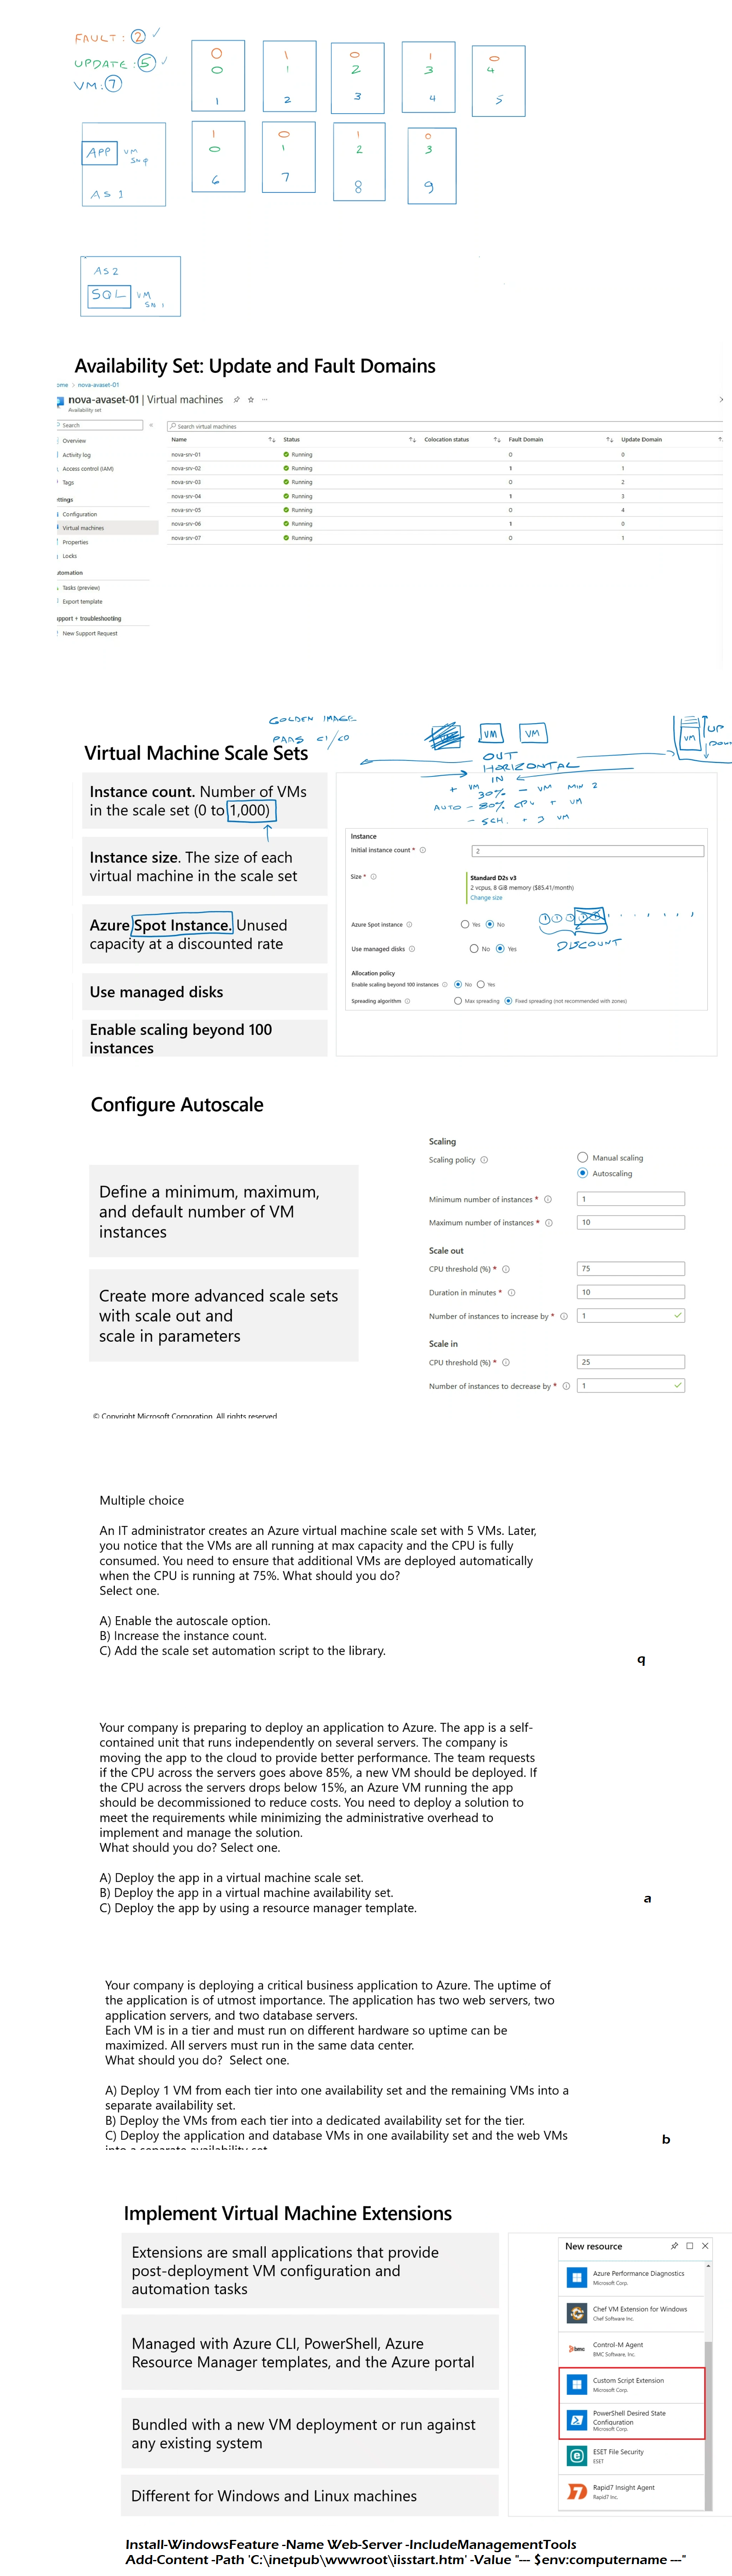 FAULT : 2 ✓
UPDATE : 5 ✓
VM : 7
0 1 0 1 0
0 1 2 3 4
1 2 3 4 5
APP VM SN0
AS 1
1 0 1 0
0 1 2 3
6 7 8 9
AS2
SQL VM SN1
Availability Set: Update and Fault Domains
ome > nova-avaset-01
nova-avaset-01 | Virtual machines
Availability set
Search
Search virtual machines
Overview
Activity log
Access control (IAM)
Tags
ttings
Configuration
Virtual machines
Properties
Locks
utomation
Tasks (preview)
Export template
upport + troubleshooting
New Support Request
Name Status Colocation status Fault Domain Update Domain
nova-srv-01 Running 0 0
nova-srv-02 Running 1 1
nova-srv-03 Running 0 2
nova-srv-04 Running 1 3
nova-srv-05 Running 0 4
nova-srv-06 Running 1 0
nova-srv-07 Running 0 1
GOLDEN IMAGE
PAAS CI/CD
VM VM
VM UP
DOWN
OUT
HORIZONTAL
IN
+ VM
30% - VM MIN 2
AUTO - 80% CPU + VM
- SCH. + 3 VM
Virtual Machine Scale Sets
Instance count. Number of VMs
in the scale set (0 to 1,000)
Instance size. The size of each
virtual machine in the scale set
Azure Spot Instance. Unused
capacity at a discounted rate
Use managed disks
Enable scaling beyond 100
instances
Instance
Initial instance count * 2
Size * Standard D2s v3
2 vcpus, 8 GiB memory ($85.41/month)
Change size
Azure Spot instance Yes No
DISCOUNT
Use managed disks No Yes
Allocation policy
Enable scaling beyond 100 instances No Yes
Spreading algorithm Max spreading Fixed spreading (not recommended with zones)
Configure Autoscale
Define a minimum, maximum,
and default number of VM
instances
Create more advanced scale sets
with scale out and
scale in parameters
Scaling
Scaling policy Manual scaling
Autoscaling
Minimum number of instances * 1
Maximum number of instances * 10
Scale out
CPU threshold (%) * 75
Duration in minutes * 10
Number of instances to increase by * 1
Scale in
CPU threshold (%) * 25
Number of instances to decrease by * 1
© Copyright Microsoft Corporation. All rights reserved
Multiple choice
An IT administrator creates an Azure virtual machine scale set with 5 VMs. Later,
you notice that the VMs are all running at max capacity and the CPU is fully
consumed. You need to ensure that additional VMs are deployed automatically
when the CPU is running at 75%. What should you do?
Select one.
A) Enable the autoscale option.
B) Increase the instance count.
C) Add the scale set automation script to the library.
q
Your company is preparing to deploy an application to Azure. The app is a self-
contained unit that runs independently on several servers. The company is
moving the app to the cloud to provide better performance. The team requests
if the CPU across the servers goes above 85%, a new VM should be deployed. If
the CPU across the servers drops below 15%, an Azure VM running the app
should be decommissioned to reduce costs. You need to deploy a solution to
meet the requirements while minimizing the administrative overhead to
implement and manage the solution.
What should you do? Select one.
A) Deploy the app in a virtual machine scale set.
B) Deploy the app in a virtual machine availability set.
C) Deploy the app by using a resource manager template.
a
Your company is deploying a critical business application to Azure. The uptime of
the application is of utmost importance. The application has two web servers, two
application servers, and two database servers.
Each VM is in a tier and must run on different hardware so uptime can be
maximized. All servers must run in the same data center.
What should you do? Select one.
A) Deploy 1 VM from each tier into one availability set and the remaining VMs into a
separate availability set.
B) Deploy the VMs from each tier into a dedicated availability set for the tier.
C) Deploy the application and database VMs in one availability set and the web VMs
into a separate availability set
b
Implement Virtual Machine Extensions
Extensions are small applications that provide
post-deployment VM configuration and
automation tasks
Managed with Azure CLI, PowerShell, Azure
Resource Manager templates, and the Azure portal
Bundled with a new VM deployment or run against
any existing system
Different for Windows and Linux machines
New resource
Azure Performance Diagnostics
Microsoft Corp.
Chef VM Extension for Windows
Chef Software Inc.
bmc Control-M Agent
BMC Software, Inc.
Custom Script Extension
Microsoft Corp.
PowerShell Desired State
Configuration
Microsoft Corp.
ESET File Security
ESET
Rapid7 Insight Agent
Rapid7 Inc.
Install-WindowsFeature -Name Web-Server -IncludeManagementTools
Add-Content -Path 'C:\inetpub\wwwroot\iisstart.htm' -Value "--- $env:computername ---"